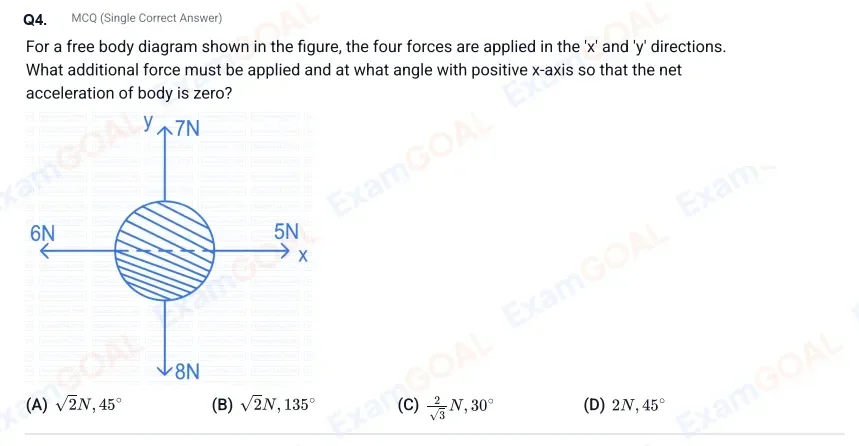 Q4. MCQ (Single Correct Answer)
For a free body diagram shown in the figure, the four forces are applied in the 'x' and 'y' directions.
What additional force must be applied and at what angle with positive x-axis so that the net
acceleration of body is zero?
y 7N
6N
5N
x
8N
(A) √2N, 45° (B) √2N, 135° (C) 2/√3 N, 30° (D) 2N, 45°
ExamGOAL